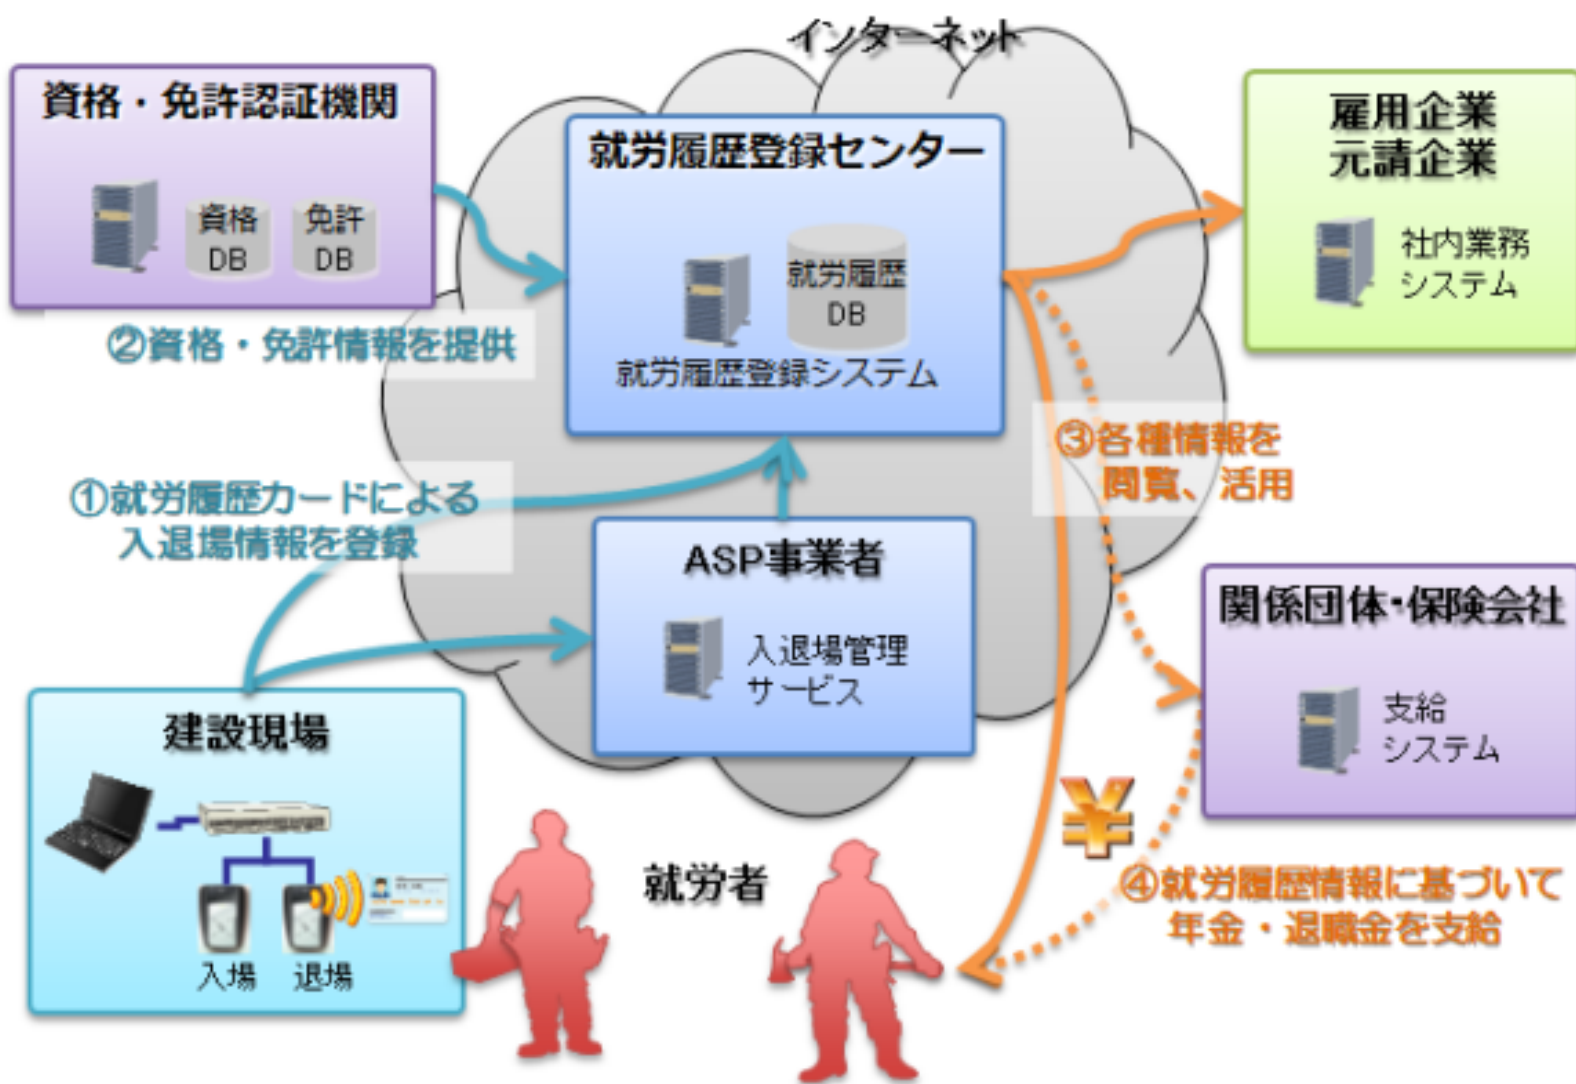 インターネット
資格・免許認証機関
資格
DB
免許
DB
②資格・免許情報を提供
就労履歴登録センター
就労履歴
DB
就労履歴登録システム
雇用企業
元請企業
社内業務
システム
①就労履歴カードによる
入退場情報を登録
③各種情報を
閲覧、活用
ASP事業者
入退場管理
サービス
関係団体・保険会社
支給
システム
建設現場
入場
退場
就労者
¥
④就労履歴情報に基づいて
年金・退職金を支給